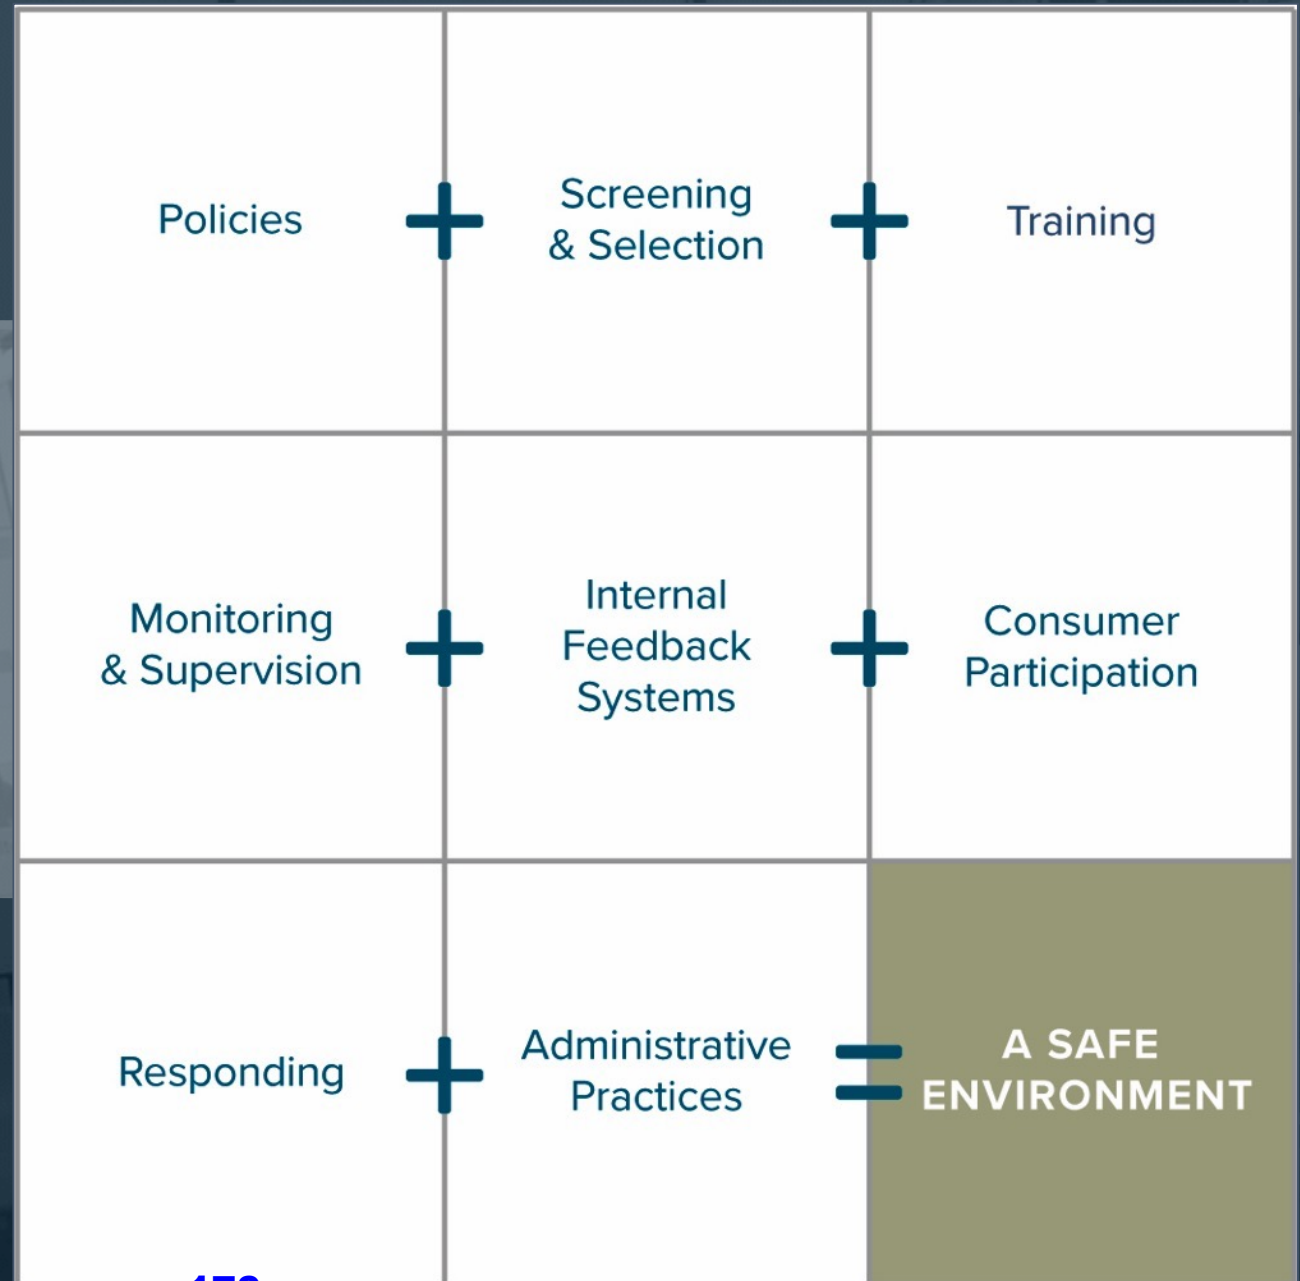 Policies
Screening
& Selection
Training
Monitoring
& Supervision
Internal
Feedback
Systems
Consumer
Participation
Responding
Administrative
Practices
A SAFE
ENVIRONMENT